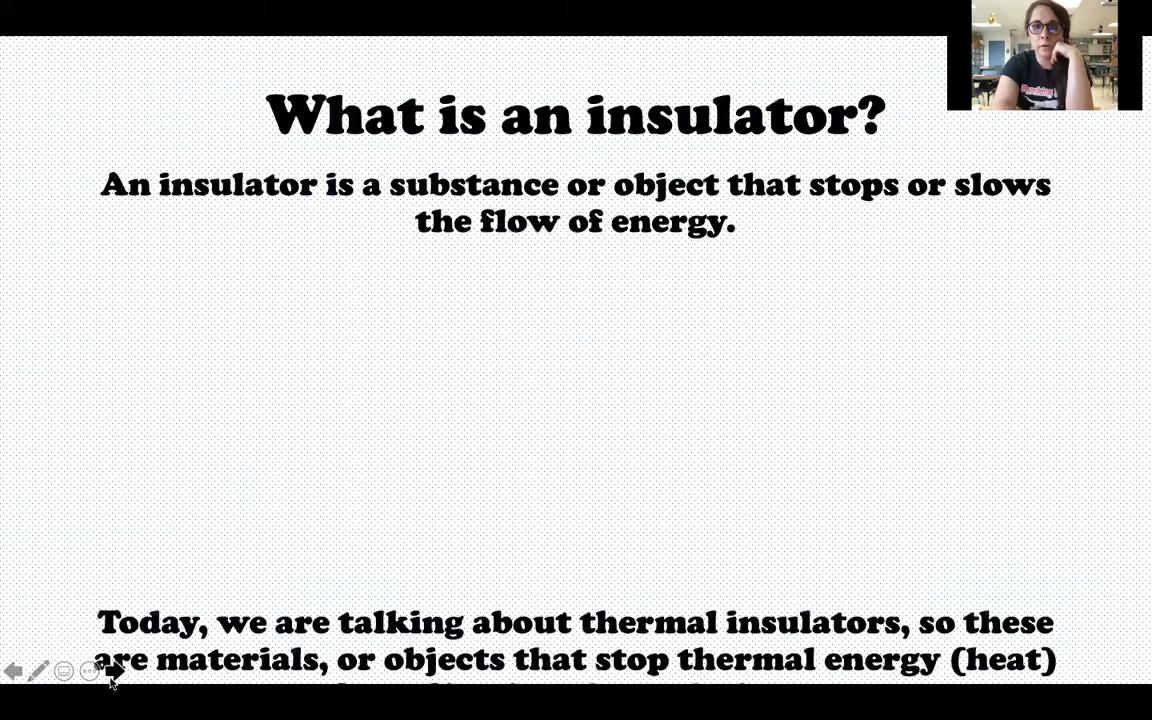 What is an insulator?
An insulator is a substance or object that stops or slows
the flow of energy.
Today, we are talking about thermal insulators, so these
are materials, or objects that stop thermal energy (heat)